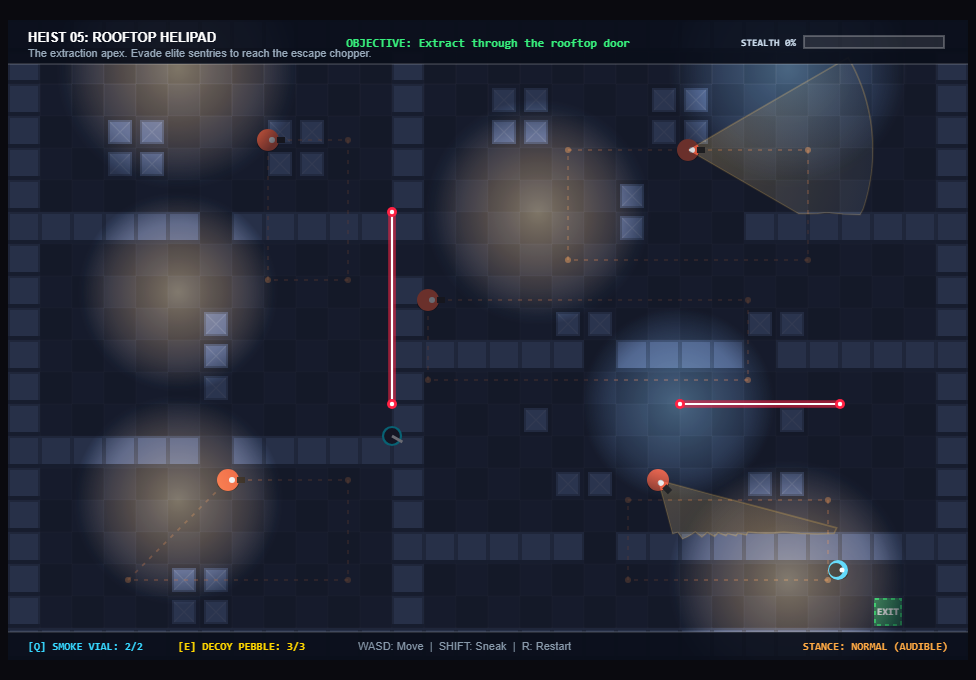 HEIST 05: ROOFTOP HELIPAD
The extraction apex. Evade elite sentries to reach the escape chopper.
OBJECTIVE: Extract through the rooftop door
STEALTH 0%
EXIT
[Q] SMOKE VIAL: 2/2
[E] DECOY PEBBLE: 3/3
WASD: Move | SHIFT: Sneak | R: Restart
STANCE: NORMAL (AUDIBLE)